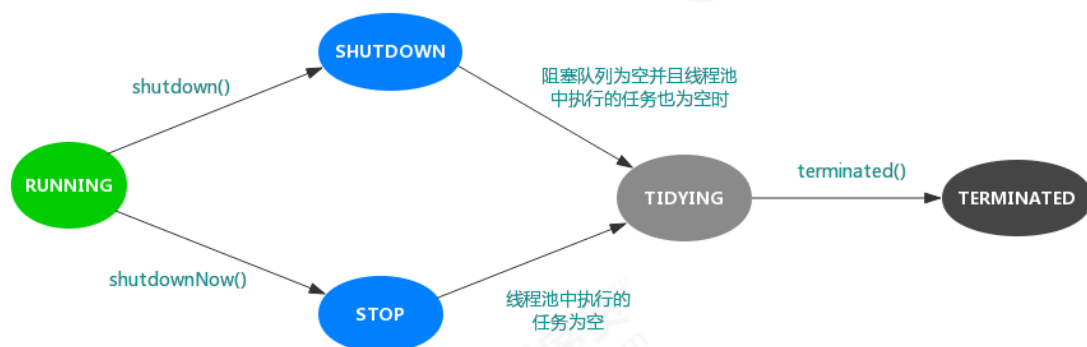 SHUTDOWN
shutdown()
阻塞队列为空并且线程池
中执行的任务也为空时
RUNNING
TIDYING
terminated()
TERMINATED
shutdownNow()
STOP
线程池中执行的
任务为空